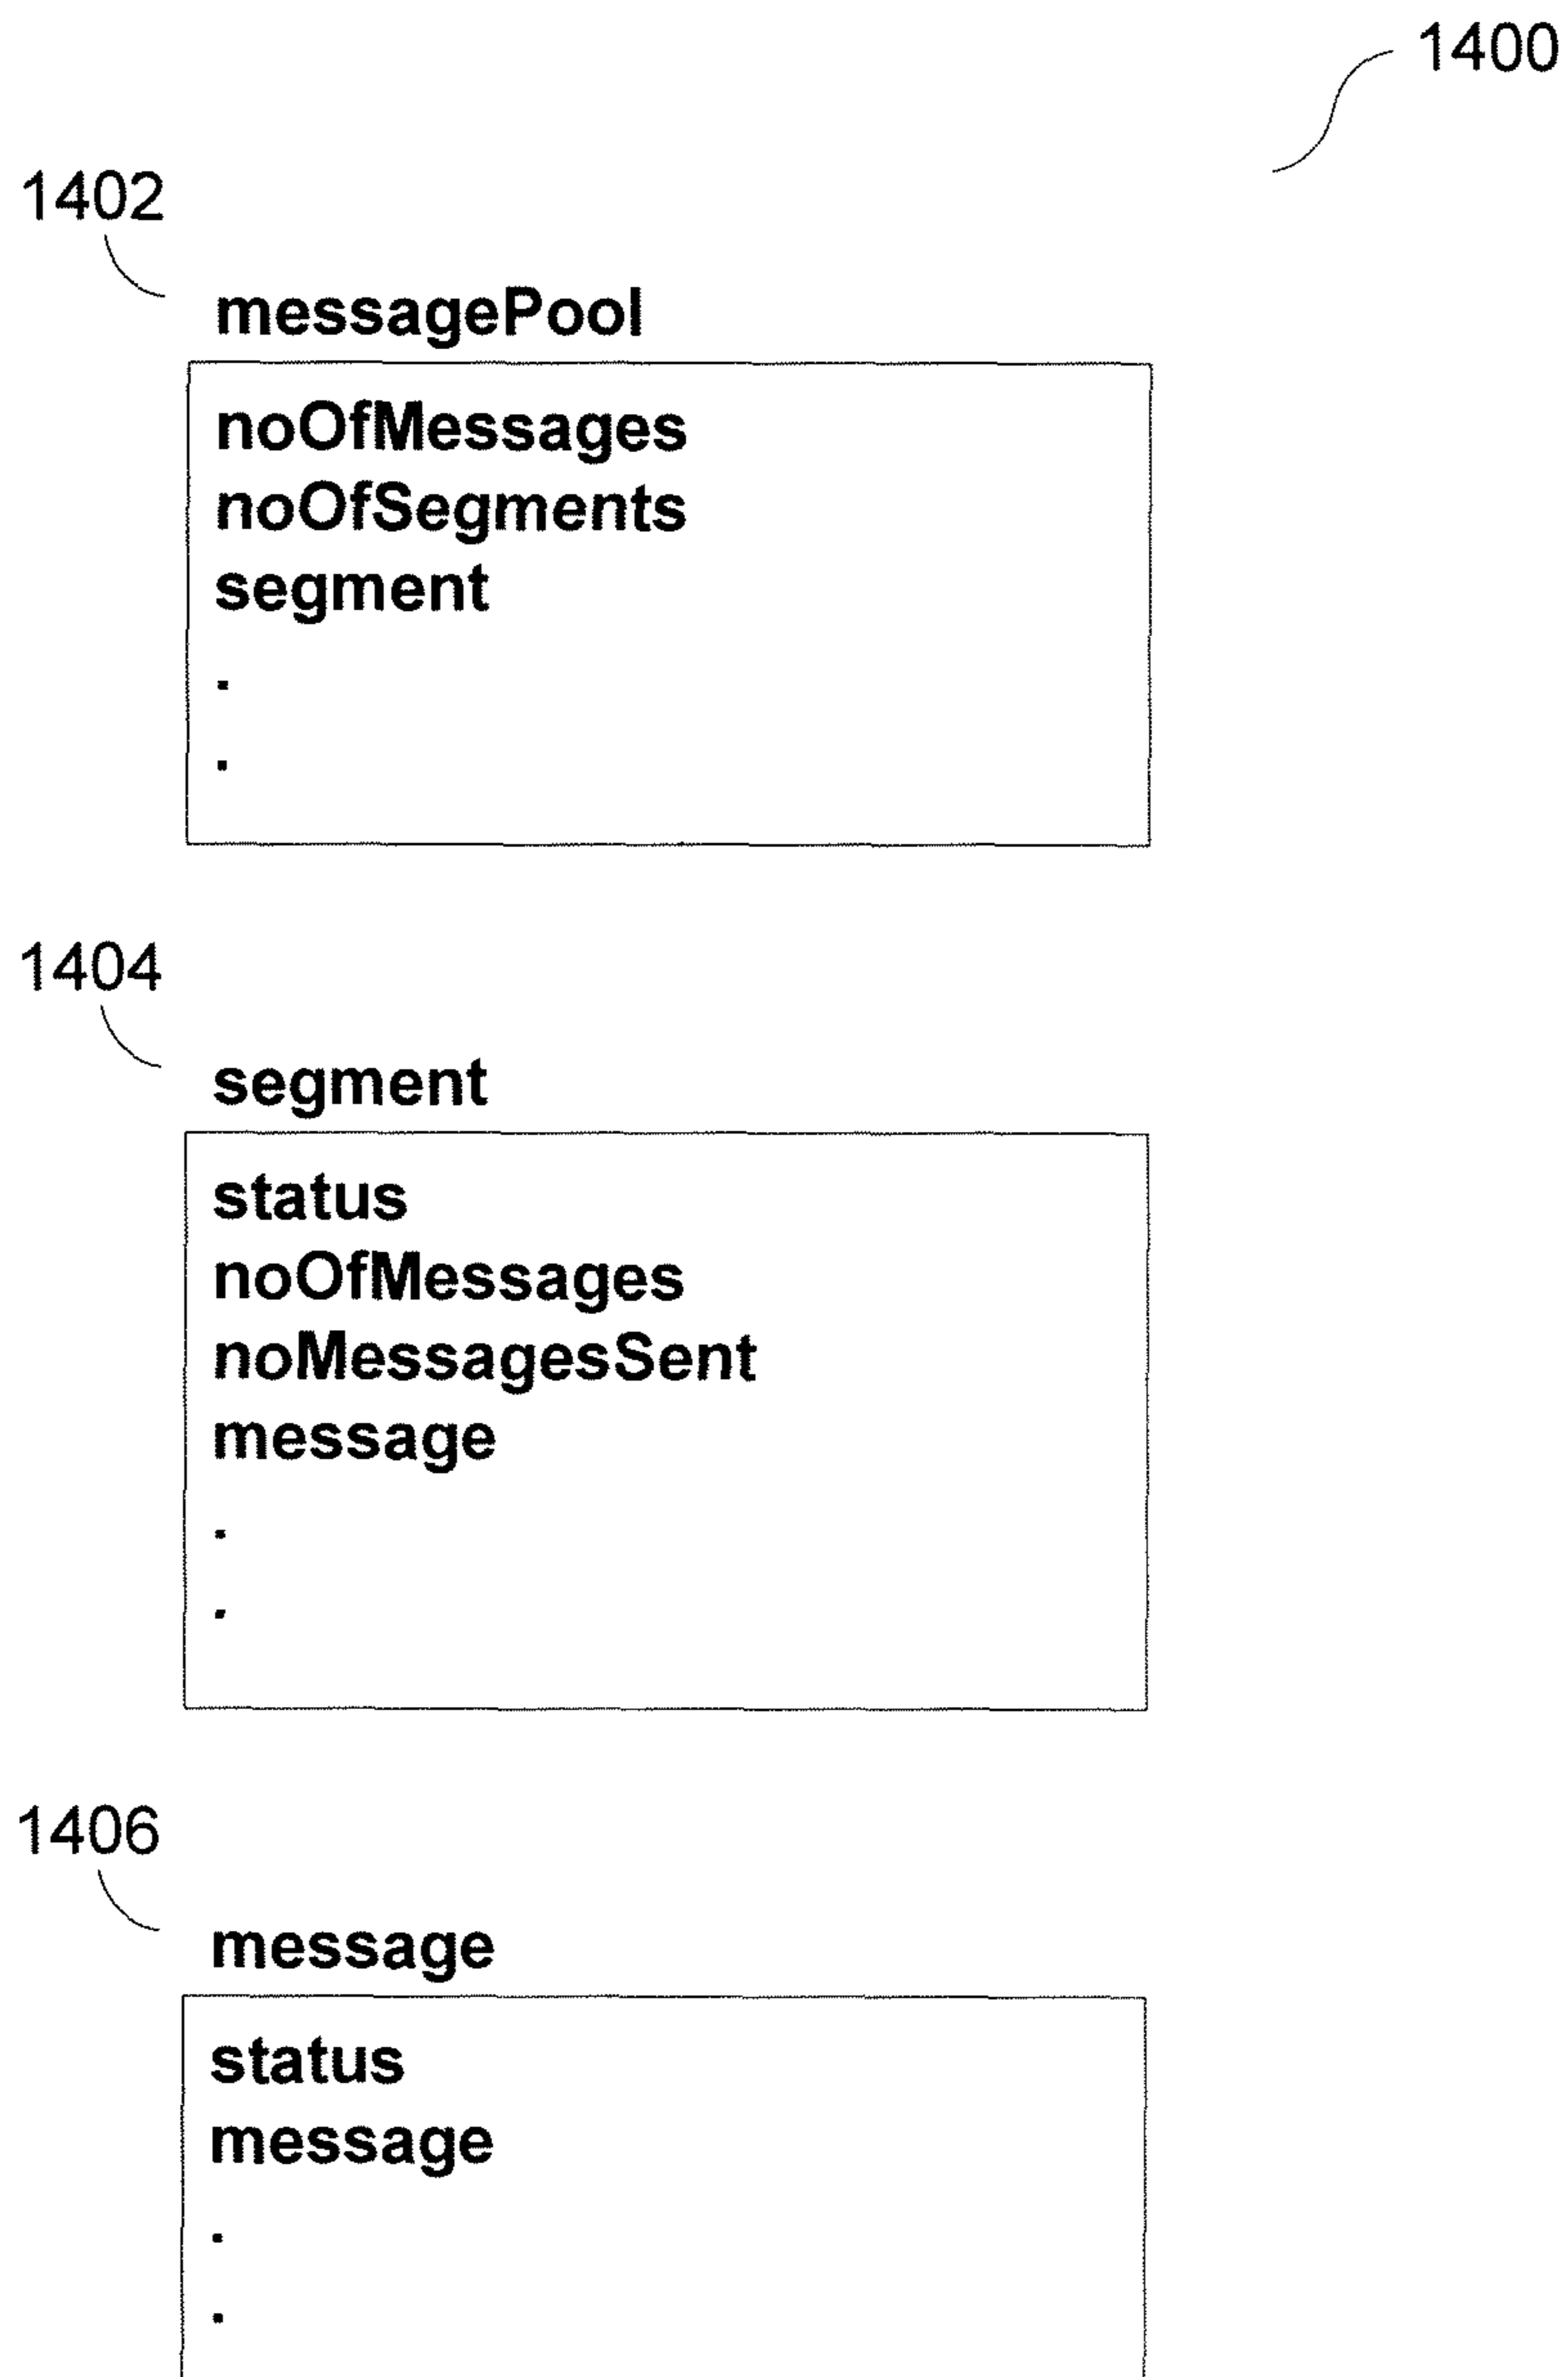 1400
1402
messagePool
noOfMessages
noOfSegments
segment
.
.
1404
segment
status
noOfMessages
noMessagesSent
message
.
.
1406
message
status
message
.
.